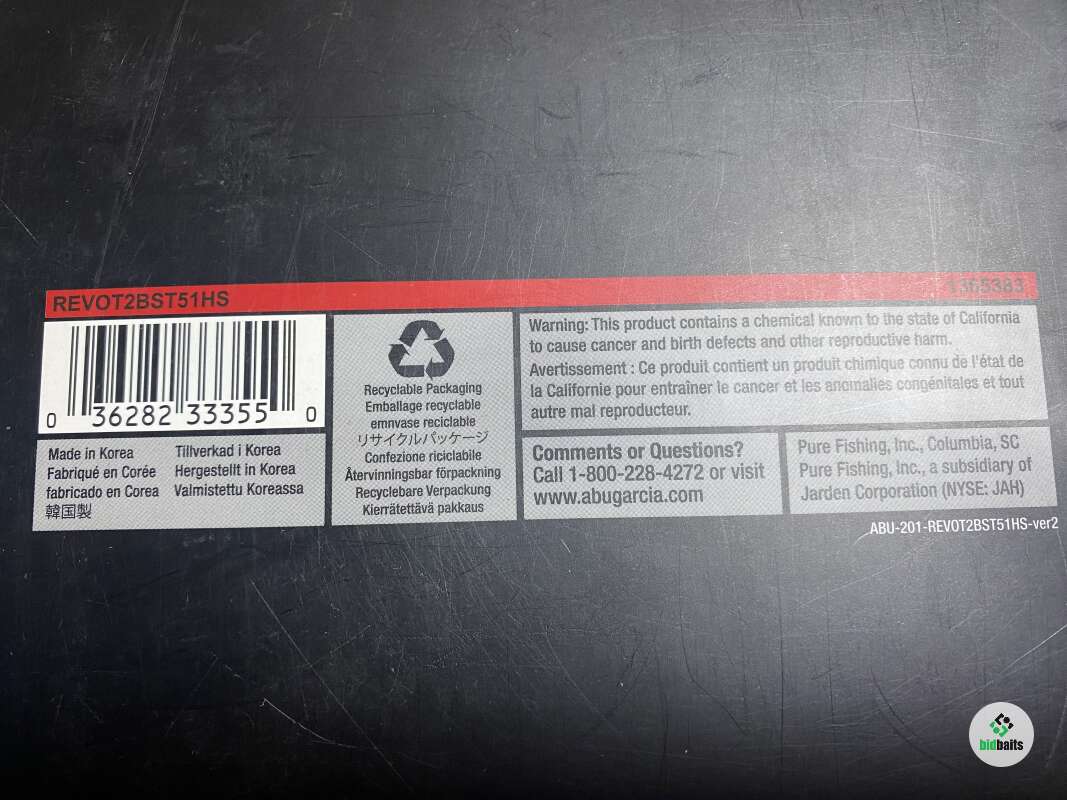 REVOT2BST51HS
1365383
0 36282 33355 0
Made in Korea
Fabriqué en Corée
fabricado en Corea
韓国製
Tillverkad i Korea
Hergestellt in Korea
Valmistettu Koreassa
Recyclable Packaging
Emballage recyclable
emnvase reciclable
リサイクルパッケージ
Confezione riciclabile
Återvinningsbar förpackning
Recyclebare Verpackung
Kierrätettävä pakkaus
Warning: This product contains a chemical known to the state of California
to cause cancer and birth defects and other reproductive harm.
Avertissement : Ce produit contient un produit chimique connu de l'état de
la Californie pour entraîner le cancer et les anomalies congénitales et tout
autre mal reproducteur.
Comments or Questions?
Call 1-800-228-4272 or visit
www.abugarcia.com
Pure Fishing, Inc., Columbia, SC
Pure Fishing, Inc., a subsidiary of
Jarden Corporation (NYSE: JAH)
ABU-201-REVOT2BST51HS-ver2
bidbaits